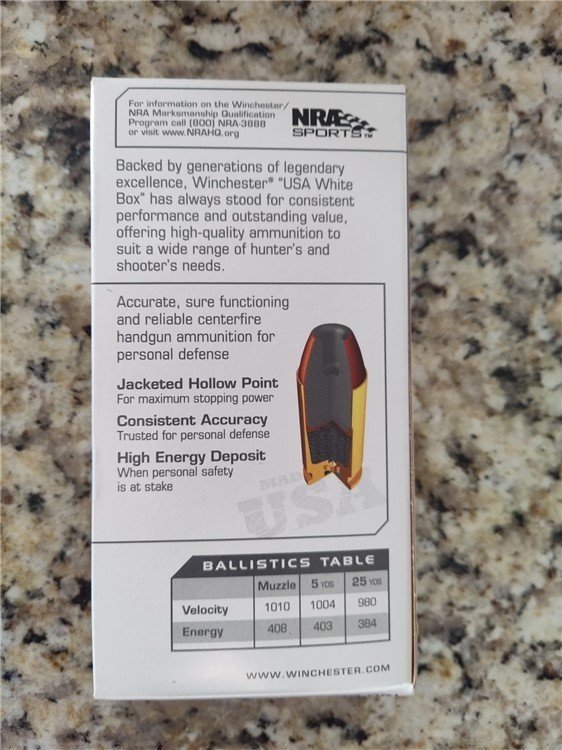 For information on the Winchester/
NRA Marksmanship Qualification
Program call (800) NRA-3888
or visit www.NRAHQ.org
NRA
SPORTS™
Backed by generations of legendary
excellence, Winchester® "USA White
Box" has always stood for consistent
performance and outstanding value,
offering high-quality ammunition to
suit a wide range of hunter's and
shooter's needs.
Accurate, sure functioning
and reliable centerfire
handgun ammunition for
personal defense
Jacketed Hollow Point
For maximum stopping power
Consistent Accuracy
Trusted for personal defense
High Energy Deposit
When personal safety
is at stake
MADE IN
USA
BALLISTICS TABLE
Muzzle 5 YDS 25 YDS
Velocity 1010 1004 980
Energy 408 403 384
WWW.WINCHESTER.COM